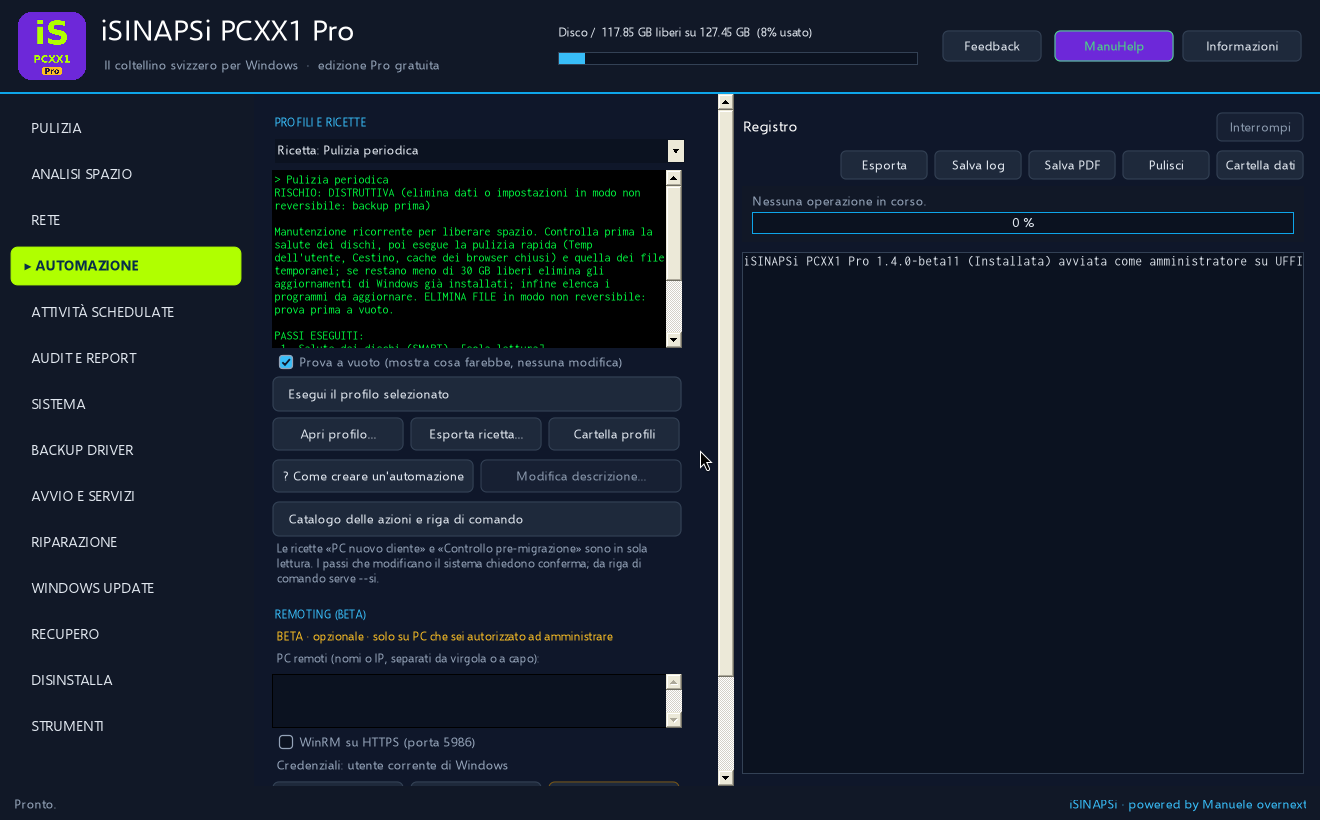 iS
PCXX1
Pro
iSINAPSi PCXX1 Pro
Il coltellino svizzero per Windows · edizione Pro gratuita
Disco / 117.85 GB liberi su 127.45 GB (8% usato)
Feedback
ManuHelp
Informazioni
PULIZIA
ANALISI SPAZIO
RETE
▸ AUTOMAZIONE
ATTIVITÀ SCHEDULATE
AUDIT E REPORT
SISTEMA
BACKUP DRIVER
AVVIO E SERVIZI
RIPARAZIONE
WINDOWS UPDATE
RECUPERO
DISINSTALLA
STRUMENTI
PROFILI E RICETTE
Ricetta: Pulizia periodica
> Pulizia periodica
RISCHIO: DISTRUTTIVA (elimina dati o impostazioni in modo non
reversibile: backup prima)
Manutenzione ricorrente per liberare spazio. Controlla prima la
salute dei dischi, poi esegue la pulizia rapida (Temp
dell'utente, Cestino, cache dei browser chiusi) e quella dei file
temporanei; se restano meno di 30 GB liberi elimina gli
aggiornamenti di Windows già installati; infine elenca i
programmi da aggiornare. ELIMINA FILE in modo non reversibile:
prova prima a vuoto.
PASSI ESEGUITI:
1. Salute dei dischi (SMART) [sola lettura]
Prova a vuoto (mostra cosa farebbe, nessuna modifica)
Esegui il profilo selezionato
Apri profilo...
Esporta ricetta...
Cartella profili
? Come creare un'automazione
Modifica descrizione...
Catalogo delle azioni e riga di comando
Le ricette «PC nuovo cliente» e «Controllo pre-migrazione» sono in sola
lettura. I passi che modificano il sistema chiedono conferma; da riga di
comando serve --si.
REMOTING (BETA)
BETA · opzionale · solo su PC che sei autorizzato ad amministrare
PC remoti (nomi o IP, separati da virgola o a capo):
WinRM su HTTPS (porta 5986)
Credenziali: utente corrente di Windows
Registro
Interrompi
Esporta
Salva log
Salva PDF
Pulisci
Cartella dati
Nessuna operazione in corso.
0 %
iSINAPSi PCXX1 Pro 1.4.0-beta11 (Installata) avviata come amministratore su UFFI
Pronto.
iSINAPSi · powered by Manuele overnext